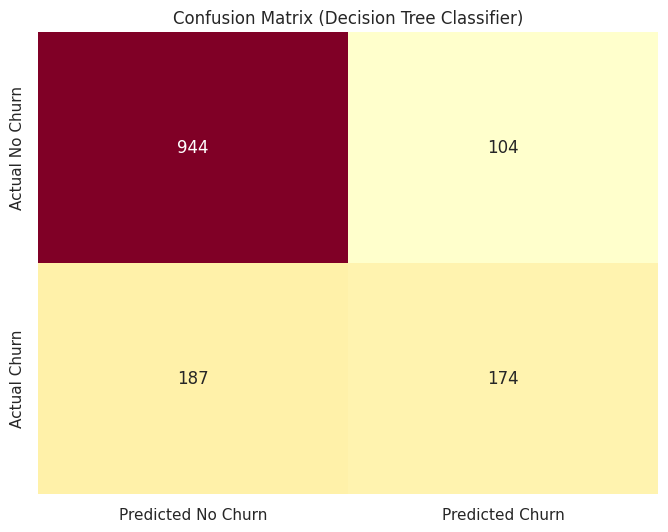 Confusion Matrix (Decision Tree Classifier)
Actual No Churn
944
104
Actual Churn
187
174
Predicted No Churn
Predicted Churn